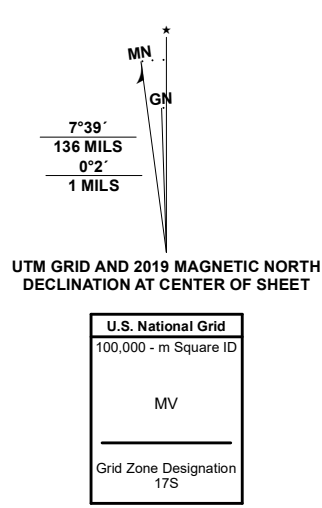 ★
MN
GN
7°39´
136 MILS
0°2´
1 MILS
UTM GRID AND 2019 MAGNETIC NORTH
DECLINATION AT CENTER OF SHEET
U.S. National Grid
100,000 - m Square ID
MV
Grid Zone Designation
17S